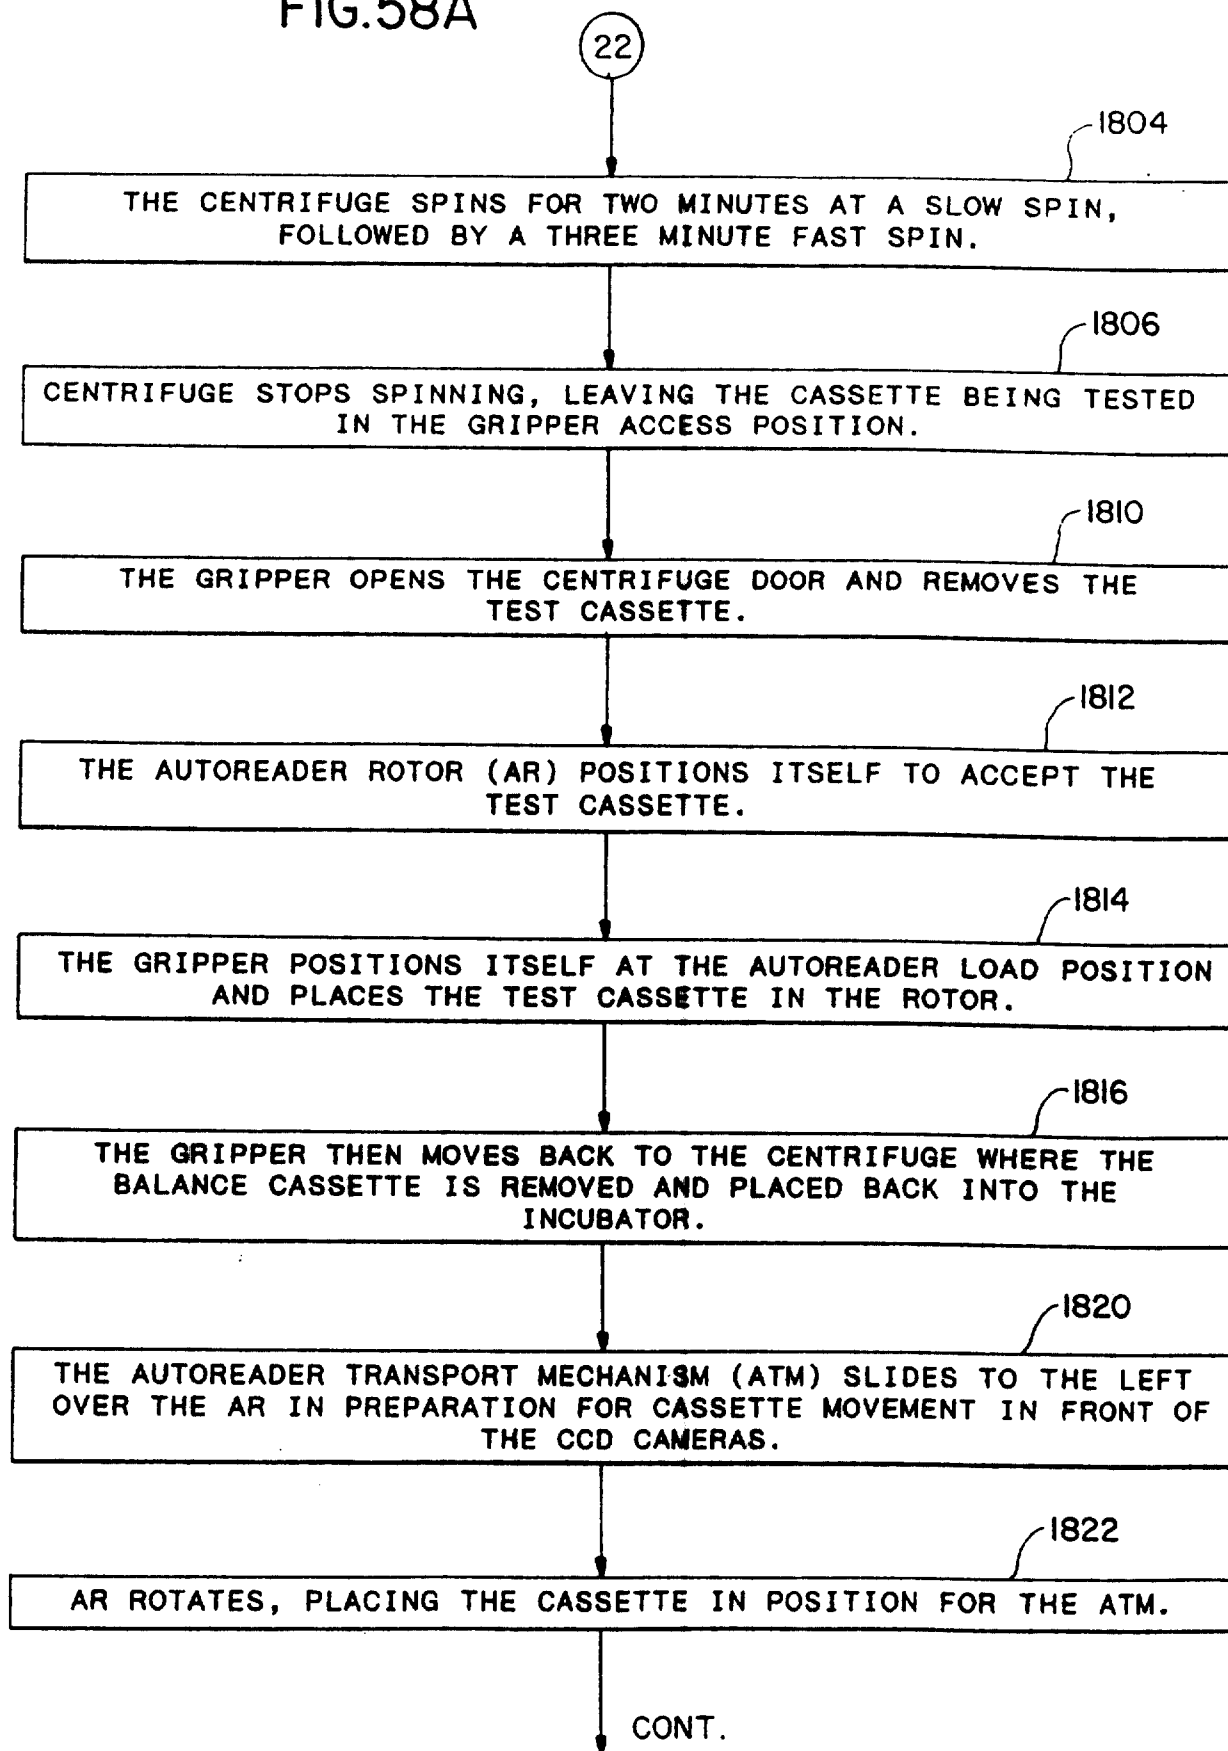 FIG.58A
22
1804
THE CENTRIFUGE SPINS FOR TWO MINUTES AT A SLOW SPIN,
FOLLOWED BY A THREE MINUTE FAST SPIN.
1806
CENTRIFUGE STOPS SPINNING, LEAVING THE CASSETTE BEING TESTED
IN THE GRIPPER ACCESS POSITION.
1810
THE GRIPPER OPENS THE CENTRIFUGE DOOR AND REMOVES THE
TEST CASSETTE.
1812
THE AUTOREADER ROTOR (AR) POSITIONS ITSELF TO ACCEPT THE
TEST CASSETTE.
1814
THE GRIPPER POSITIONS ITSELF AT THE AUTOREADER LOAD POSITION
AND PLACES THE TEST CASSETTE IN THE ROTOR.
1816
THE GRIPPER THEN MOVES BACK TO THE CENTRIFUGE WHERE THE
BALANCE CASSETTE IS REMOVED AND PLACED BACK INTO THE
INCUBATOR.
1820
THE AUTOREADER TRANSPORT MECHANISM (ATM) SLIDES TO THE LEFT
OVER THE AR IN PREPARATION FOR CASSETTE MOVEMENT IN FRONT OF
THE CCD CAMERAS.
1822
AR ROTATES, PLACING THE CASSETTE IN POSITION FOR THE ATM.
CONT.